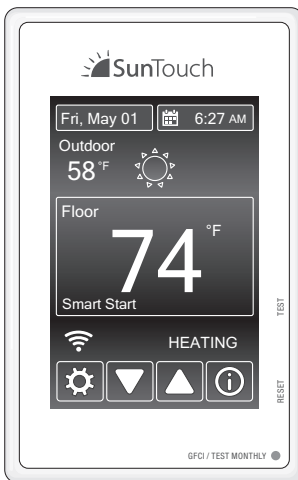 SunTouch
Fri, May 01
6:27 AM
Outdoor
58 °F
Floor
74 °F
Smart Start
HEATING
TEST
RESET
GFCI / TEST MONTHLY